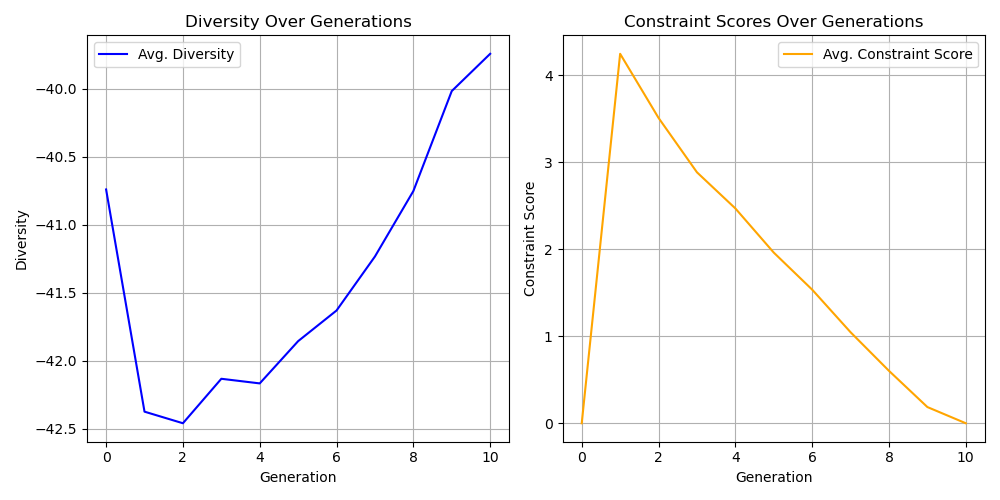 Diversity Over Generations
Avg. Diversity
Diversity
−40.0
−40.5
−41.0
−41.5
−42.0
−42.5
0 2 4 6 8 10
Generation
Constraint Scores Over Generations
Avg. Constraint Score
Constraint Score
4
3
2
1
0
0 2 4 6 8 10
Generation